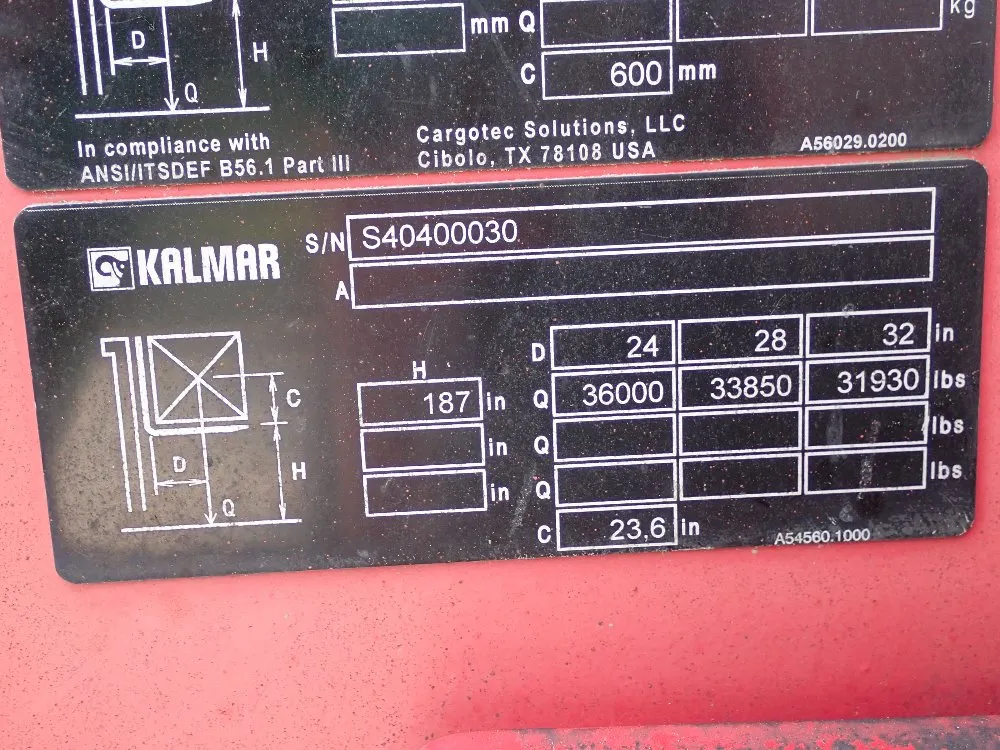 D
H
Q
mm Q
kg
C 600 mm
In compliance with
ANSI/ITSDEF B56.1 Part III
Cargotec Solutions, LLC
Cibolo, TX 78108 USA
A56029.0200
KALMAR
S/N S40400030
A
D 24 28 32 in
H
187 in Q 36000 33850 31930 lbs
in Q lbs
in Q lbs
C 23,6 in
C
D
H
Q
A54560.1000